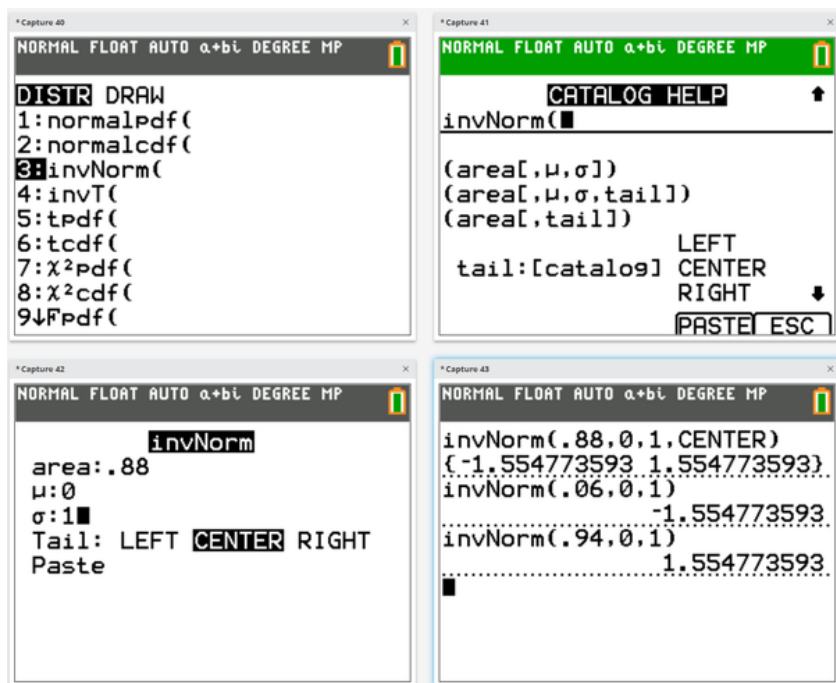 * Capture 40 ×
NORMAL FLOAT AUTO a+bi DEGREE MP
DISTR DRAW
1:normalpdf(
2:normalcdf(
3:invNorm(
4:invT(
5:tpdf(
6:tcdf(
7:χ²pdf(
8:χ²cdf(
9↓Fpdf(
* Capture 41 ×
NORMAL FLOAT AUTO a+bi DEGREE MP
CATALOG HELP ↑
invNorm(
(area[,μ,σ])
(area[,μ,σ,tail])
(area[,tail])
LEFT
tail:[catalog] CENTER
RIGHT ↓
PASTE ESC
* Capture 42 ×
NORMAL FLOAT AUTO a+bi DEGREE MP
invNorm
area:.88
μ:0
σ:1
Tail: LEFT CENTER RIGHT
Paste
* Capture 43 ×
NORMAL FLOAT AUTO a+bi DEGREE MP
invNorm(.88,0,1,CENTER)
{-1.554773593 1.554773593}
invNorm(.06,0,1)
-1.554773593
invNorm(.94,0,1)
1.554773593